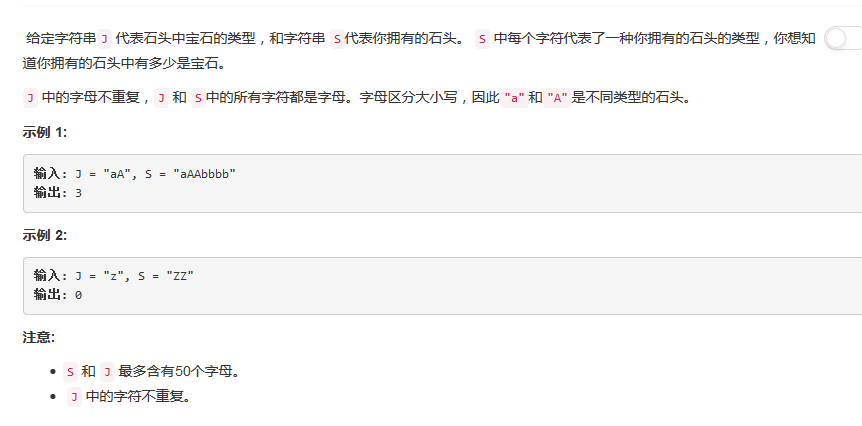 给定字符串 J 代表石头中宝石的类型，和字符串 S代表你拥有的石头。 S 中每个字符代表了一种你拥有的石头的类型，你想知
道你拥有的石头中有多少是宝石。
J 中的字母不重复，J 和 S中的所有字符都是字母。字母区分大小写，因此"a"和"A"是不同类型的石头。
示例 1:
输入: J = "aA", S = "aAAbbbb"
输出: 3
示例 2:
输入: J = "z", S = "ZZ"
输出: 0
注意:
• S 和 J 最多含有50个字母。
• J 中的字符不重复。